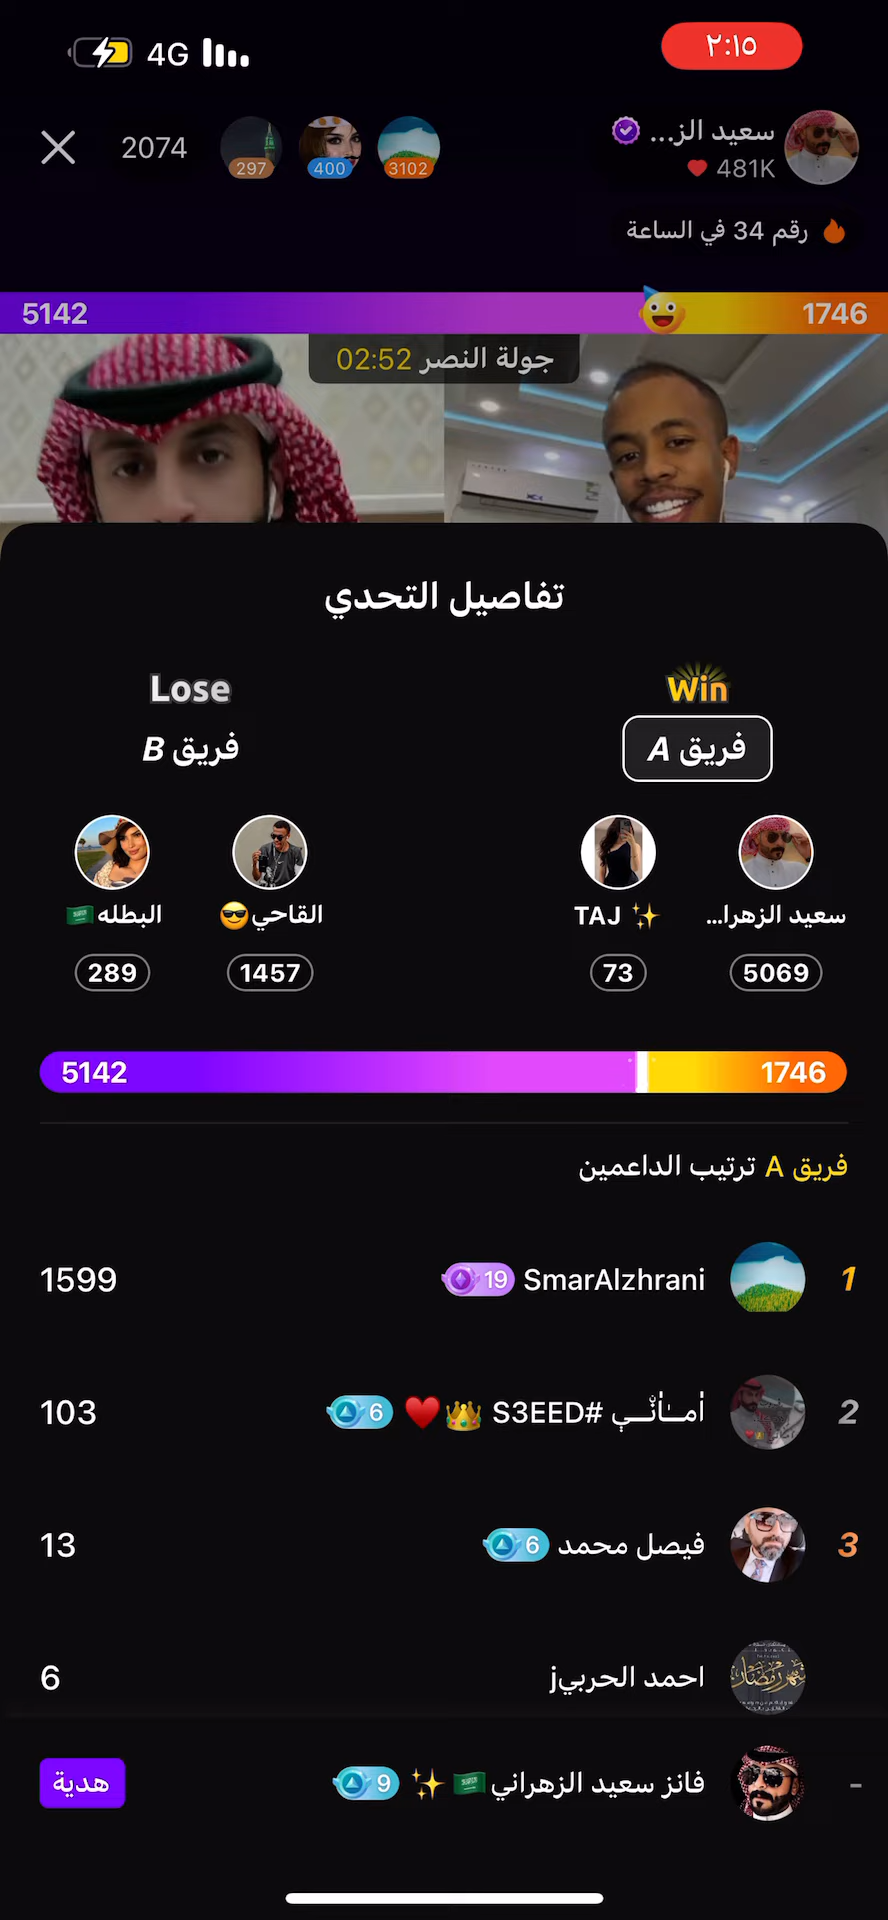 4G
٢:١٥
سعيد الز...
481K
3102
400
297
2074
رقم 34 في الساعة
5142
1746
جولة النصر 02:52
تفاصيل التحدي
Win
Lose
فريق A
فريق B
سعيد الزهرا...
TAJ ✨
القاحي😎
البطله🇸🇦
5069
73
1457
289
5142
1746
فريق A ترتيب الداعمين
1 SmarAlzhrani 19 1599
2 أمـانـي #S3EED 👑❤️ 6 103
3 فيصل محمد 6 13
احمد الحربيj 6
- فانز سعيد الزهراني🇸🇦✨ 9 هدية